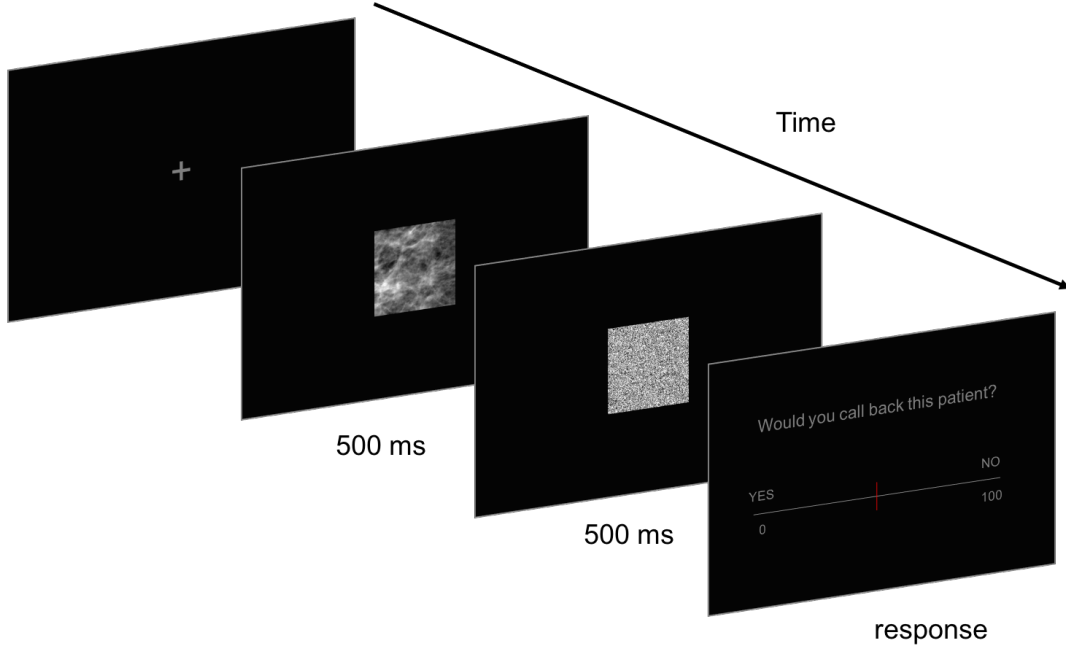 Time
500 ms
500 ms
Would you call back this patient?
YES NO
0 100
response